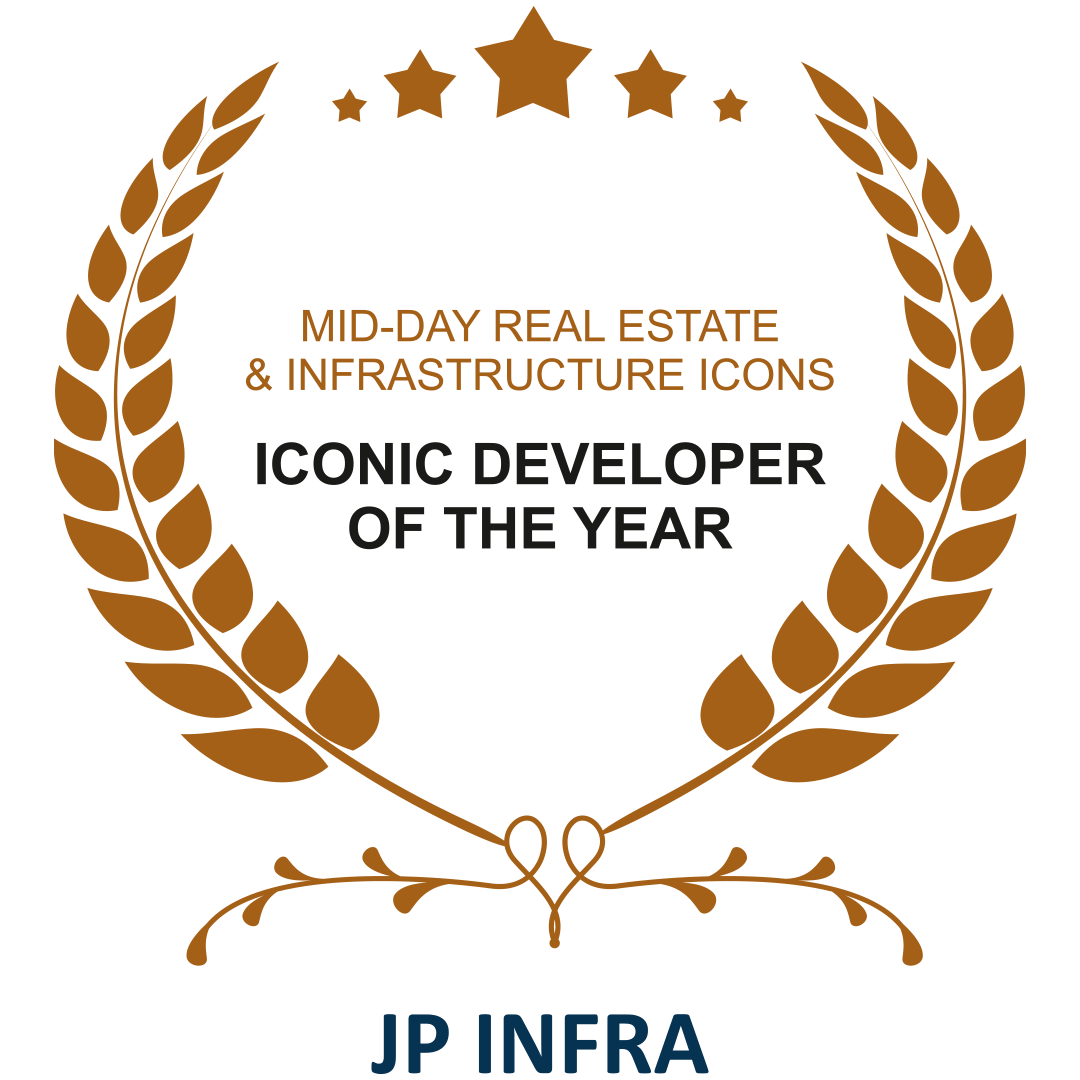 MID-DAY REAL ESTATE
& INFRASTRUCTURE ICONS
ICONIC DEVELOPER
OF THE YEAR
JP INFRA